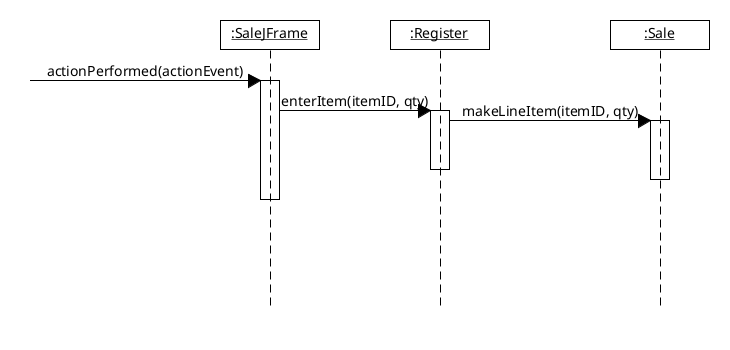 :SaleJFrame
:Register
:Sale
actionPerformed(actionEvent)
enterItem(itemID, qty)
makeLineItem(itemID, qty)